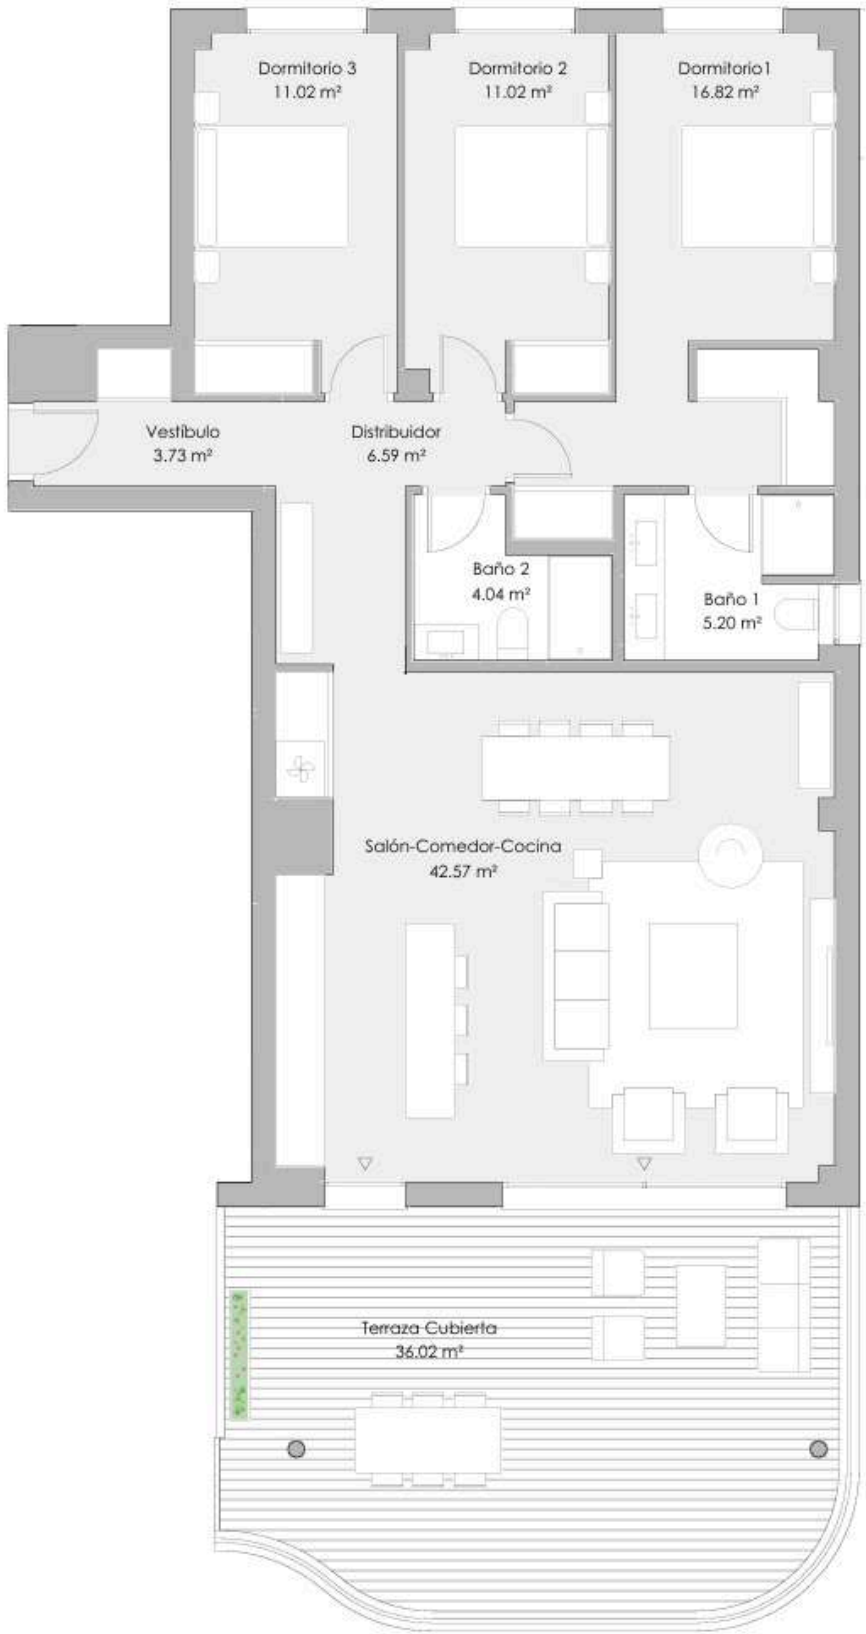 Dormitorio 3
11.02 m²
Dormitorio 2
11.02 m²
Dormitorio1
16.82 m²
Vestíbulo
3.73 m²
Distribuidor
6.59 m²
Baño 2
4.04 m²
Baño 1
5.20 m²
Salón-Comedor-Cocina
42.57 m²
Terraza Cubierta
36.02 m²